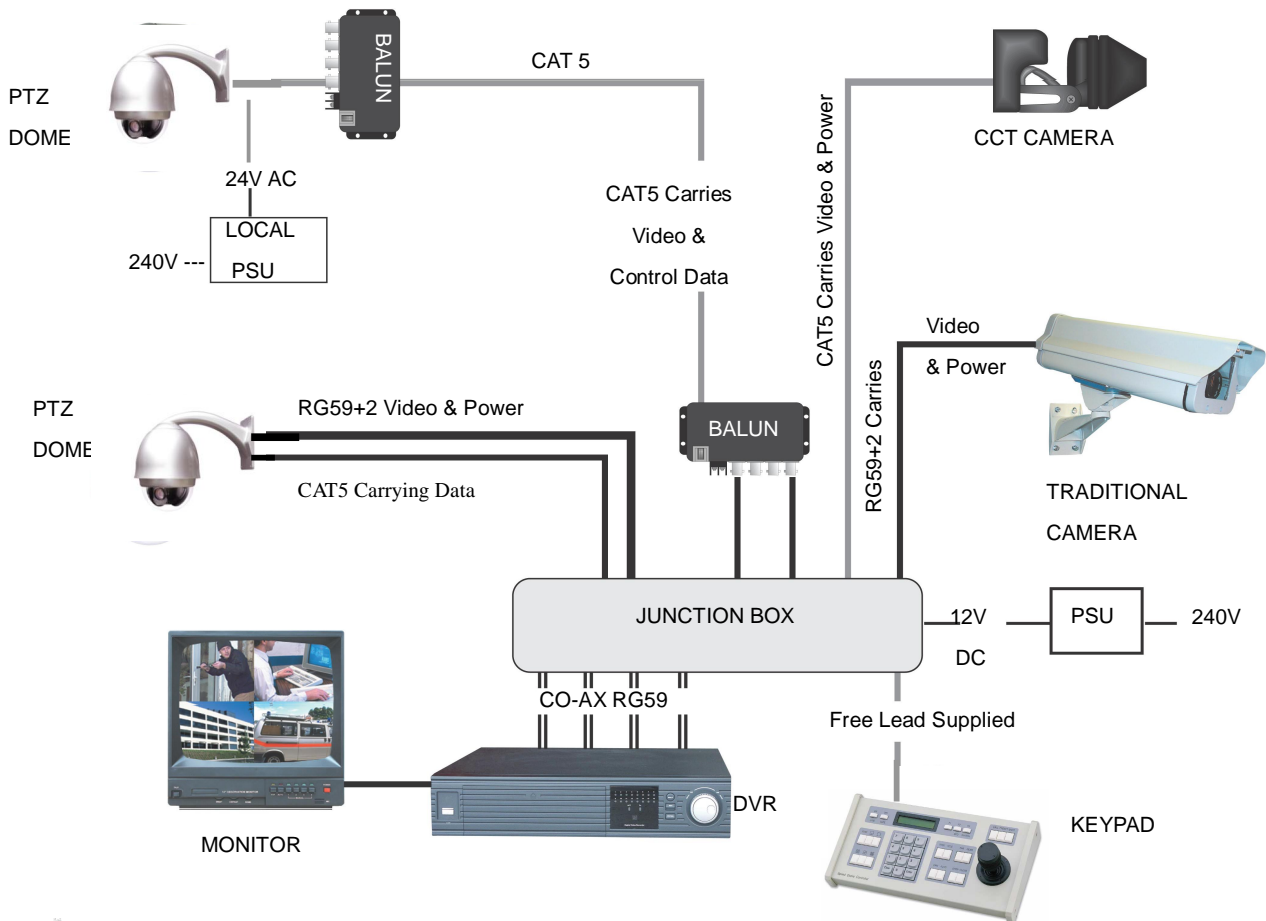 PTZ
DOME
BALUN
CAT 5
CCT CAMERA
24V AC
LOCAL
PSU
240V ---
CAT5 Carries
Video &
Control Data
CAT5 Carries Video & Power
RG59+2 Carries
Video
& Power
PTZ
DOME
RG59+2 Video & Power
CAT5 Carrying Data
BALUN
TRADITIONAL
CAMERA
JUNCTION BOX
12V
DC
PSU
240V
CO-AX RG59
Free Lead Supplied
DVR
KEYPAD
MONITOR